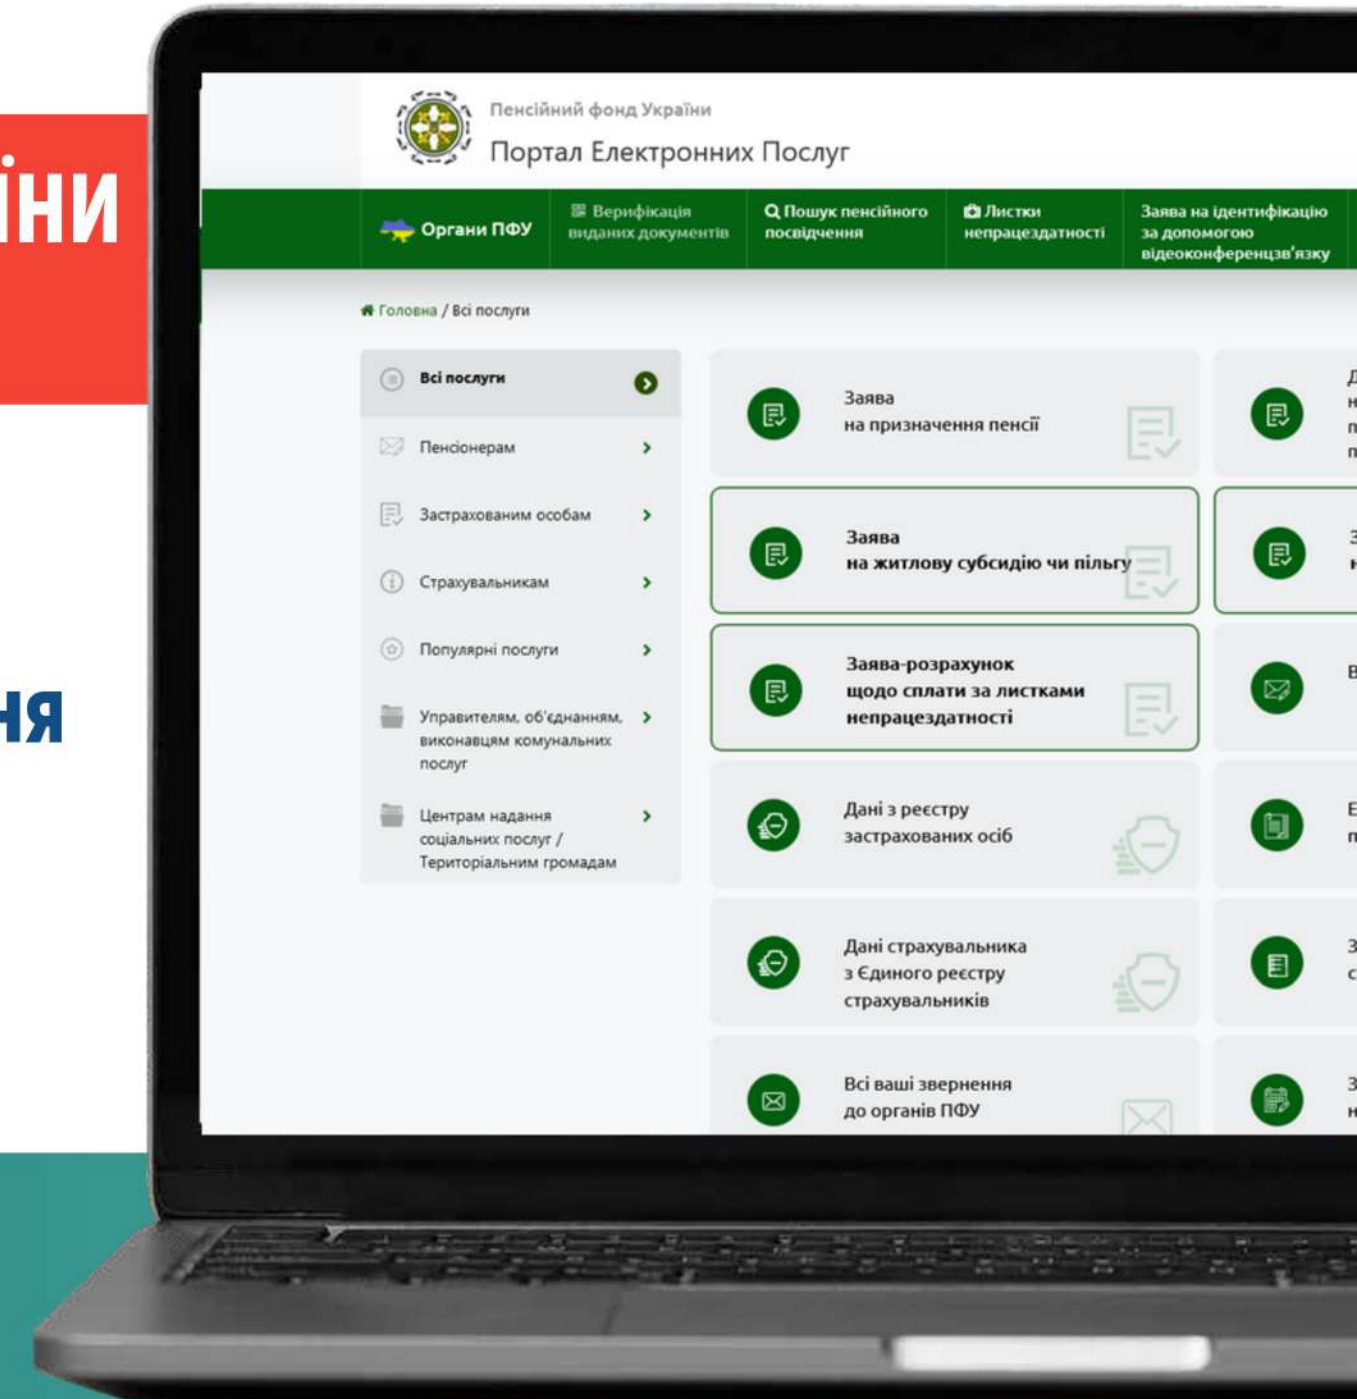 їни
ня
Пенсійний фонд України
Портал Електронних Послуг
Органи ПФУ
Верифікація
виданих документів
Пошук пенсійного
посвідчення
Листки
непрацездатності
Заява на ідентифікацію
за допомогою
відеоконференцзв'язку
Головна / Всі послуги
Всі послуги
Пенсіонерам
Застрахованим особам
Страхувальникам
Популярні послуги
Управителям, об'єднанням,
виконавцям комунальних
послуг
Центрам надання
соціальних послуг /
Територіальним громадам
Заява
на призначення пенсії
Заява
на житлову субсидію чи пільгу
Заява-розрахунок
щодо сплати за листками
непрацездатності
Дані з реєстру
застрахованих осіб
Дані страхувальника
з Єдиного реєстру
страхувальників
Всі ваші звернення
до органів ПФУ